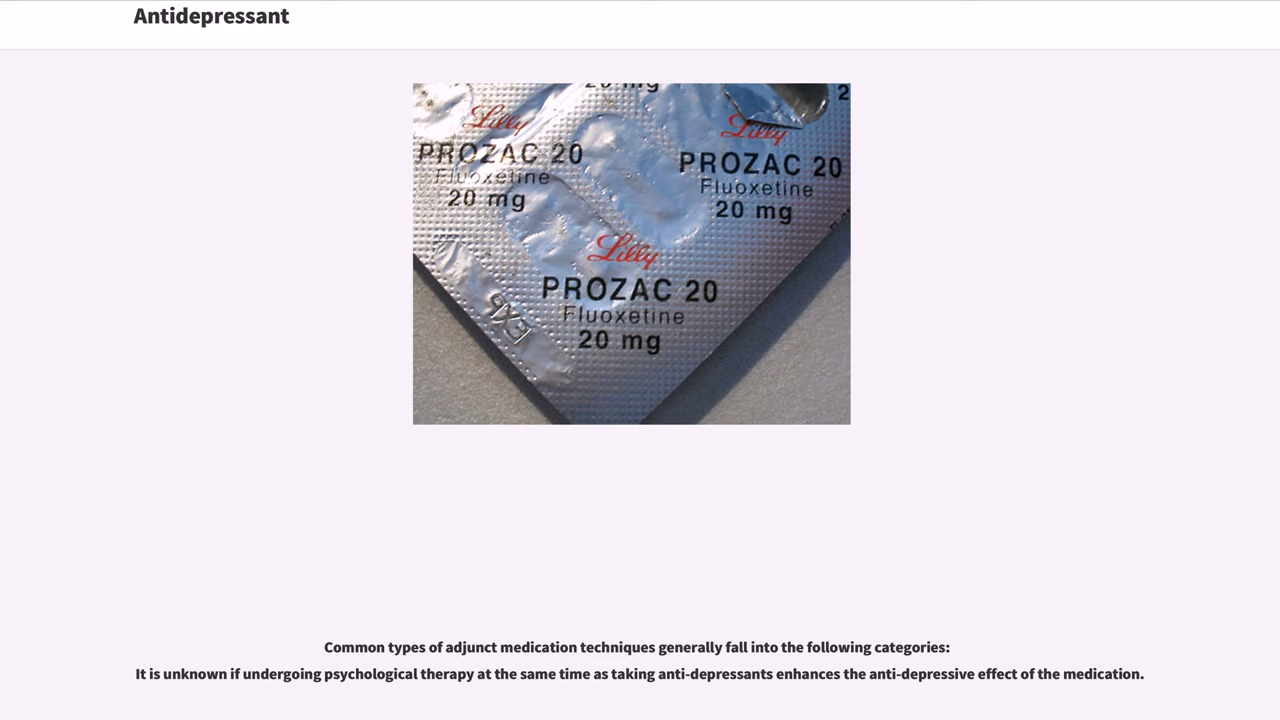 Antidepressant
20 mg
2
Lilly
PROZAC 20
Fluoxetine
20 mg
Lilly
PROZAC 20
Fluoxetine
20 mg
Lilly
PROZAC 20
Fluoxetine
20 mg
EXP
Common types of adjunct medication techniques generally fall into the following categories:
It is unknown if undergoing psychological therapy at the same time as taking anti-depressants enhances the anti-depressive effect of the medication.